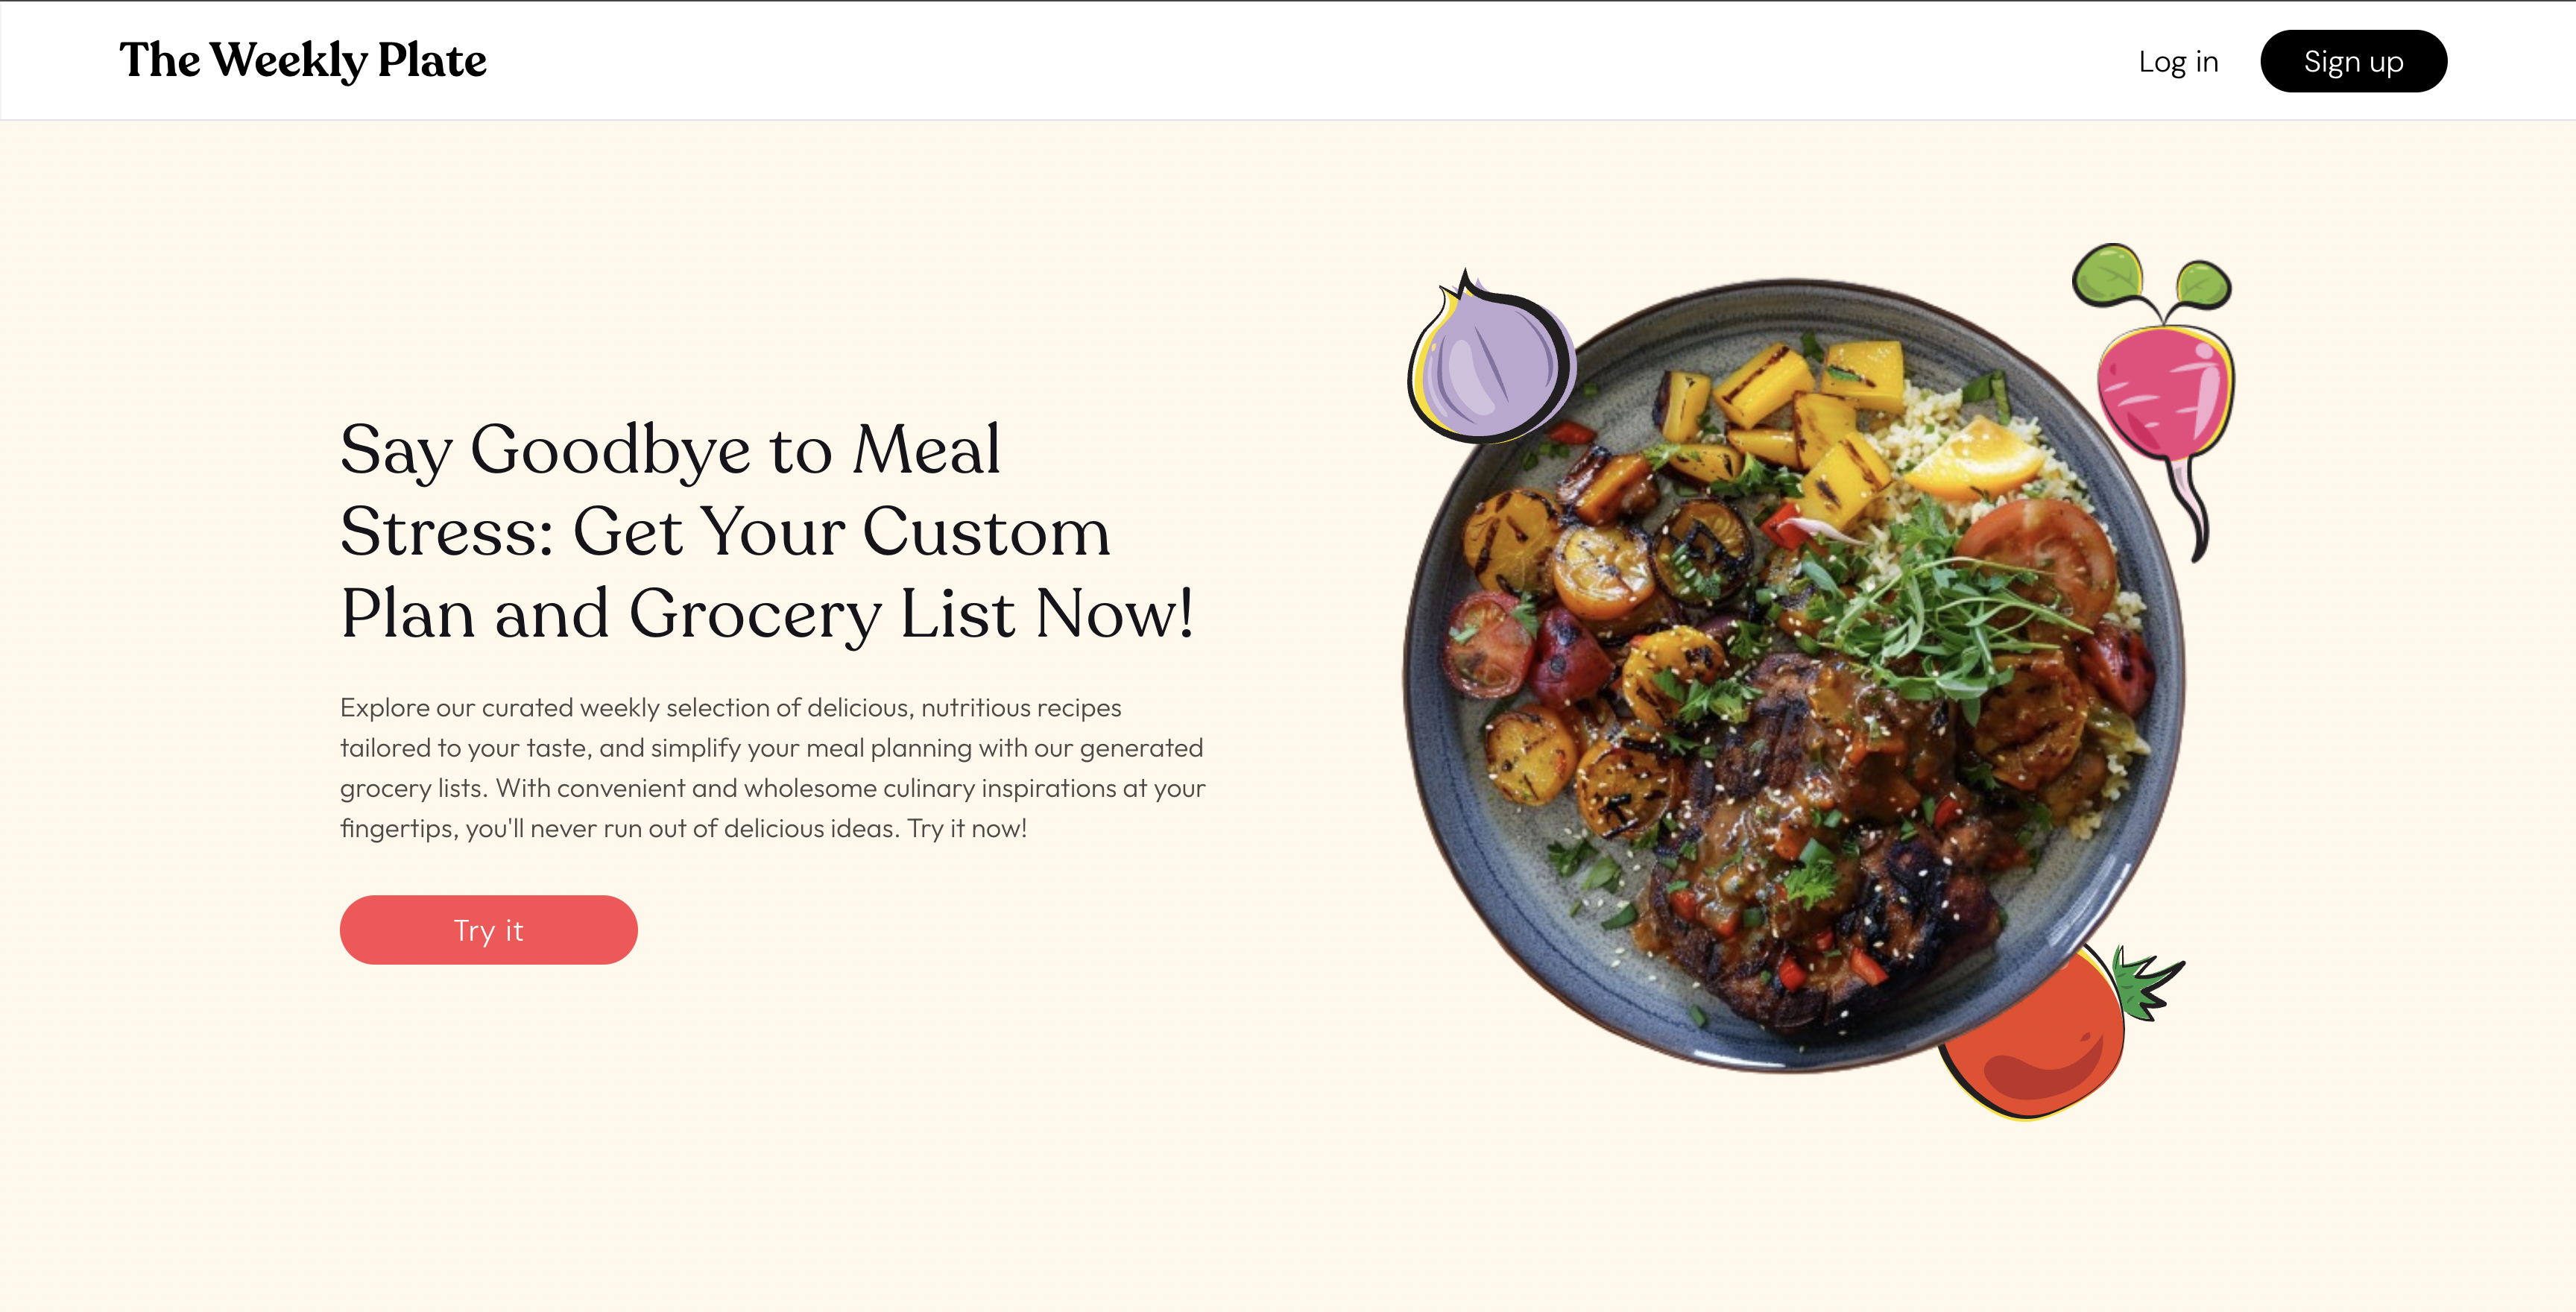 The Weekly Plate
Log in
Sign up
Say Goodbye to Meal
Stress: Get Your Custom
Plan and Grocery List Now!
Explore our curated weekly selection of delicious, nutritious recipes
tailored to your taste, and simplify your meal planning with our generated
grocery lists. With convenient and wholesome culinary inspirations at your
fingertips, you'll never run out of delicious ideas. Try it now!
Try it